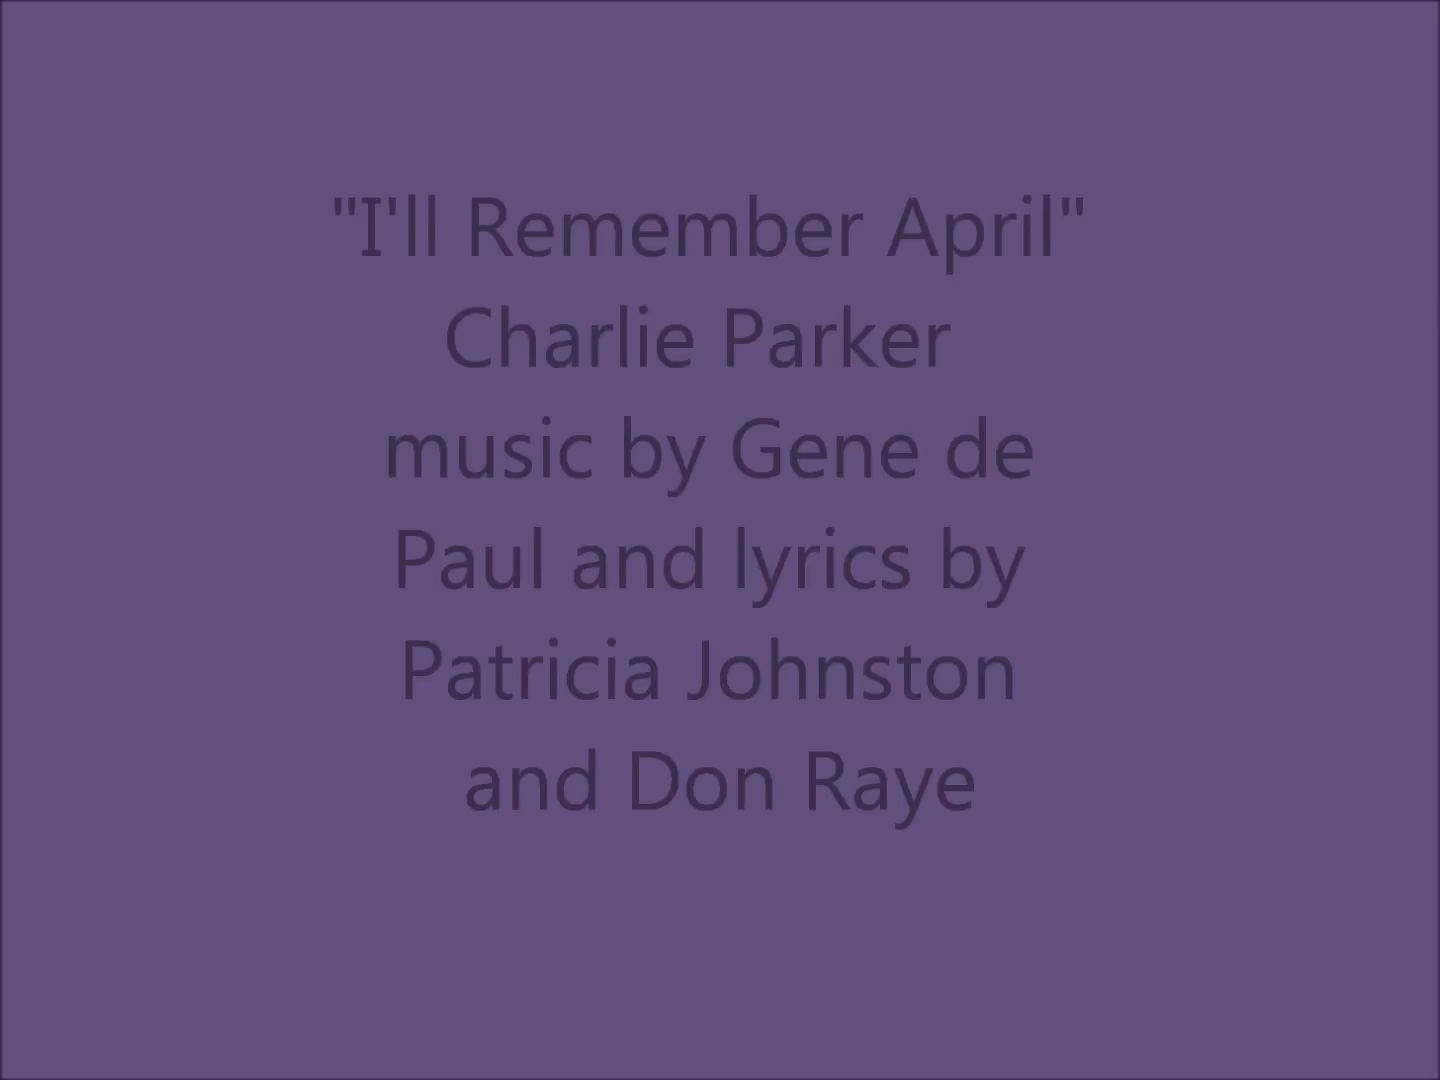 "I'll Remember April"
Charlie Parker
music by Gene de
Paul and lyrics by
Patricia Johnston
and Don Raye